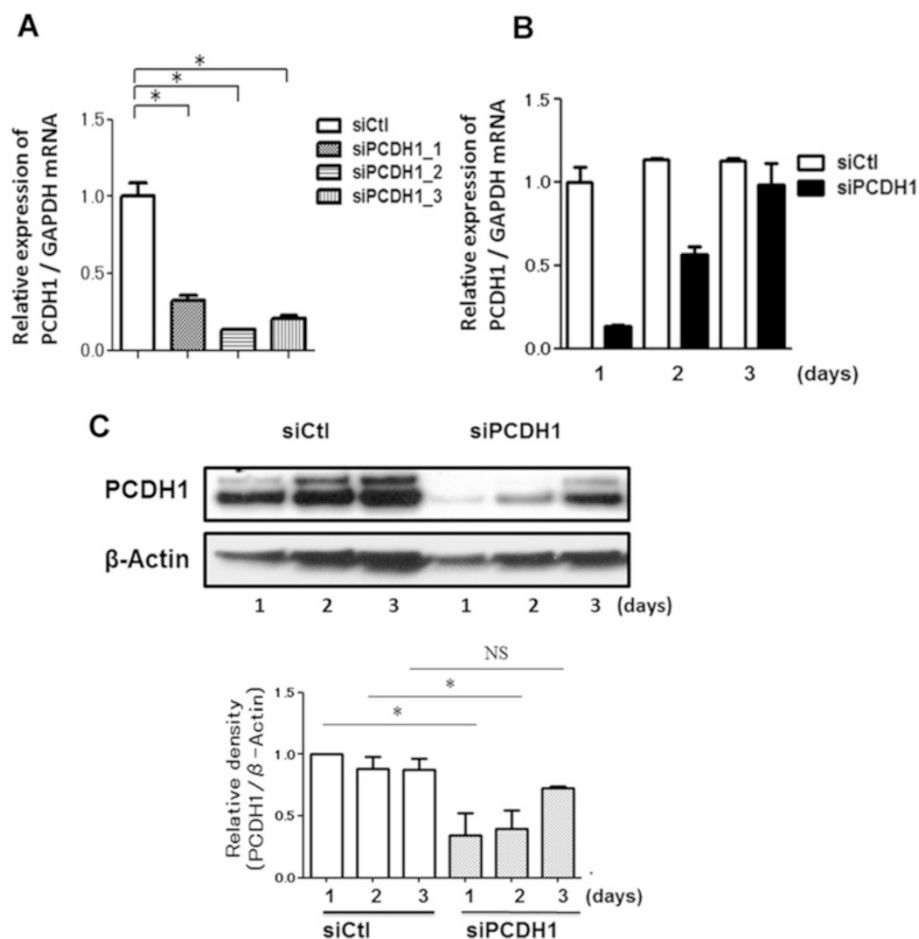 A
*
*
*
Relative expression of
PCDH1 / GAPDH mRNA
1.5
1.0
0.5
0.0
siCtl
siPCDH1_1
siPCDH1_2
siPCDH1_3
B
Relative expression of
PCDH1 / GAPDH mRNA
1.5
1.0
0.5
0.0
siCtl
siPCDH1
1 2 3 (days)
C
siCtl siPCDH1
PCDH1
β-Actin
1 2 3 1 2 3 (days)
NS
*
*
Relative density
(PCDH1/β-Actin)
1.5
1.0
0.5
0.0
1 2 3 1 2 3 (days)
siCtl siPCDH1